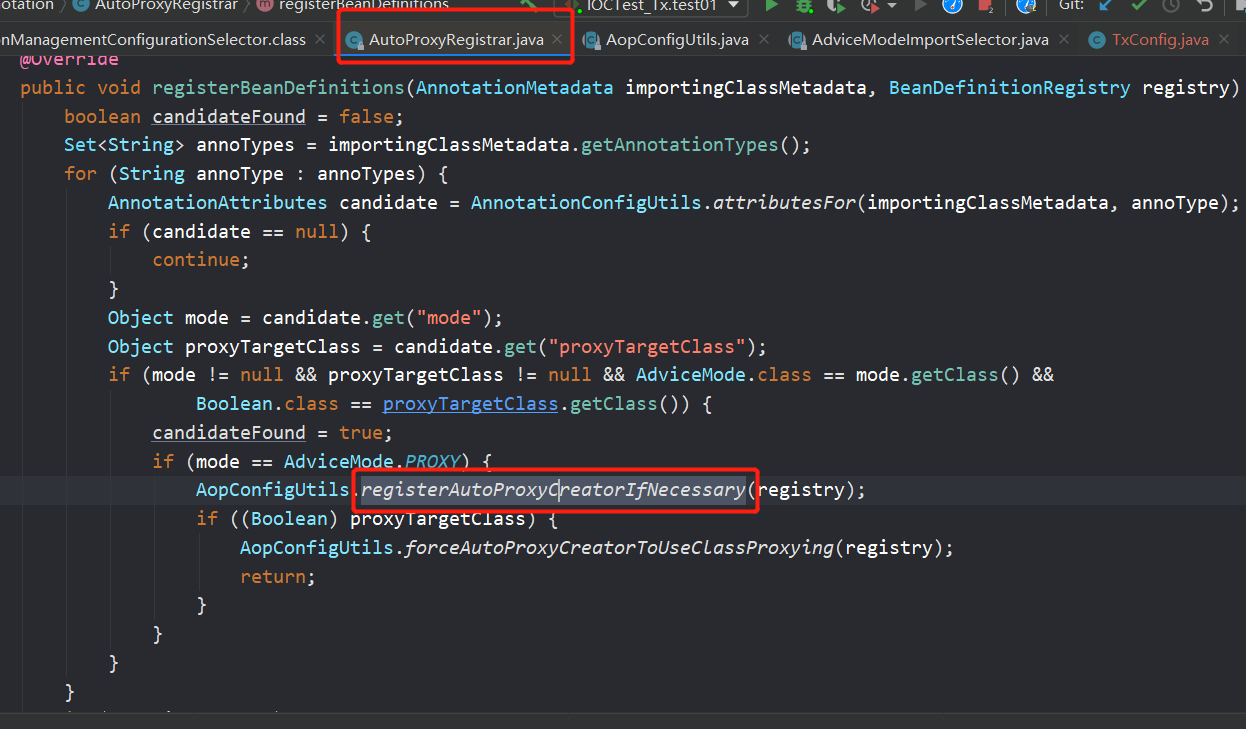 notation AutoProxyRegistrar registerBeanDefinitions IOCTest_Tx.test01 Git:
onManagementConfigurationSelector.class AutoProxyRegistrar.java AopConfigUtils.java AdviceModeImportSelector.java TxConfig.java
@Override
public void registerBeanDefinitions(AnnotationMetadata importingClassMetadata, BeanDefinitionRegistry registry)
boolean candidateFound = false;
Set<String> annoTypes = importingClassMetadata.getAnnotationTypes();
for (String annoType : annoTypes) {
AnnotationAttributes candidate = AnnotationConfigUtils.attributesFor(importingClassMetadata, annoType);
if (candidate == null) {
continue;
}
Object mode = candidate.get("mode");
Object proxyTargetClass = candidate.get("proxyTargetClass");
if (mode != null && proxyTargetClass != null && AdviceMode.class == mode.getClass() &&
Boolean.class == proxyTargetClass.getClass()) {
candidateFound = true;
if (mode == AdviceMode.PROXY) {
AopConfigUtils.registerAutoProxyCreatorIfNecessary(registry);
if ((Boolean) proxyTargetClass) {
AopConfigUtils.forceAutoProxyCreatorToUseClassProxying(registry);
return;
}
}
}
}